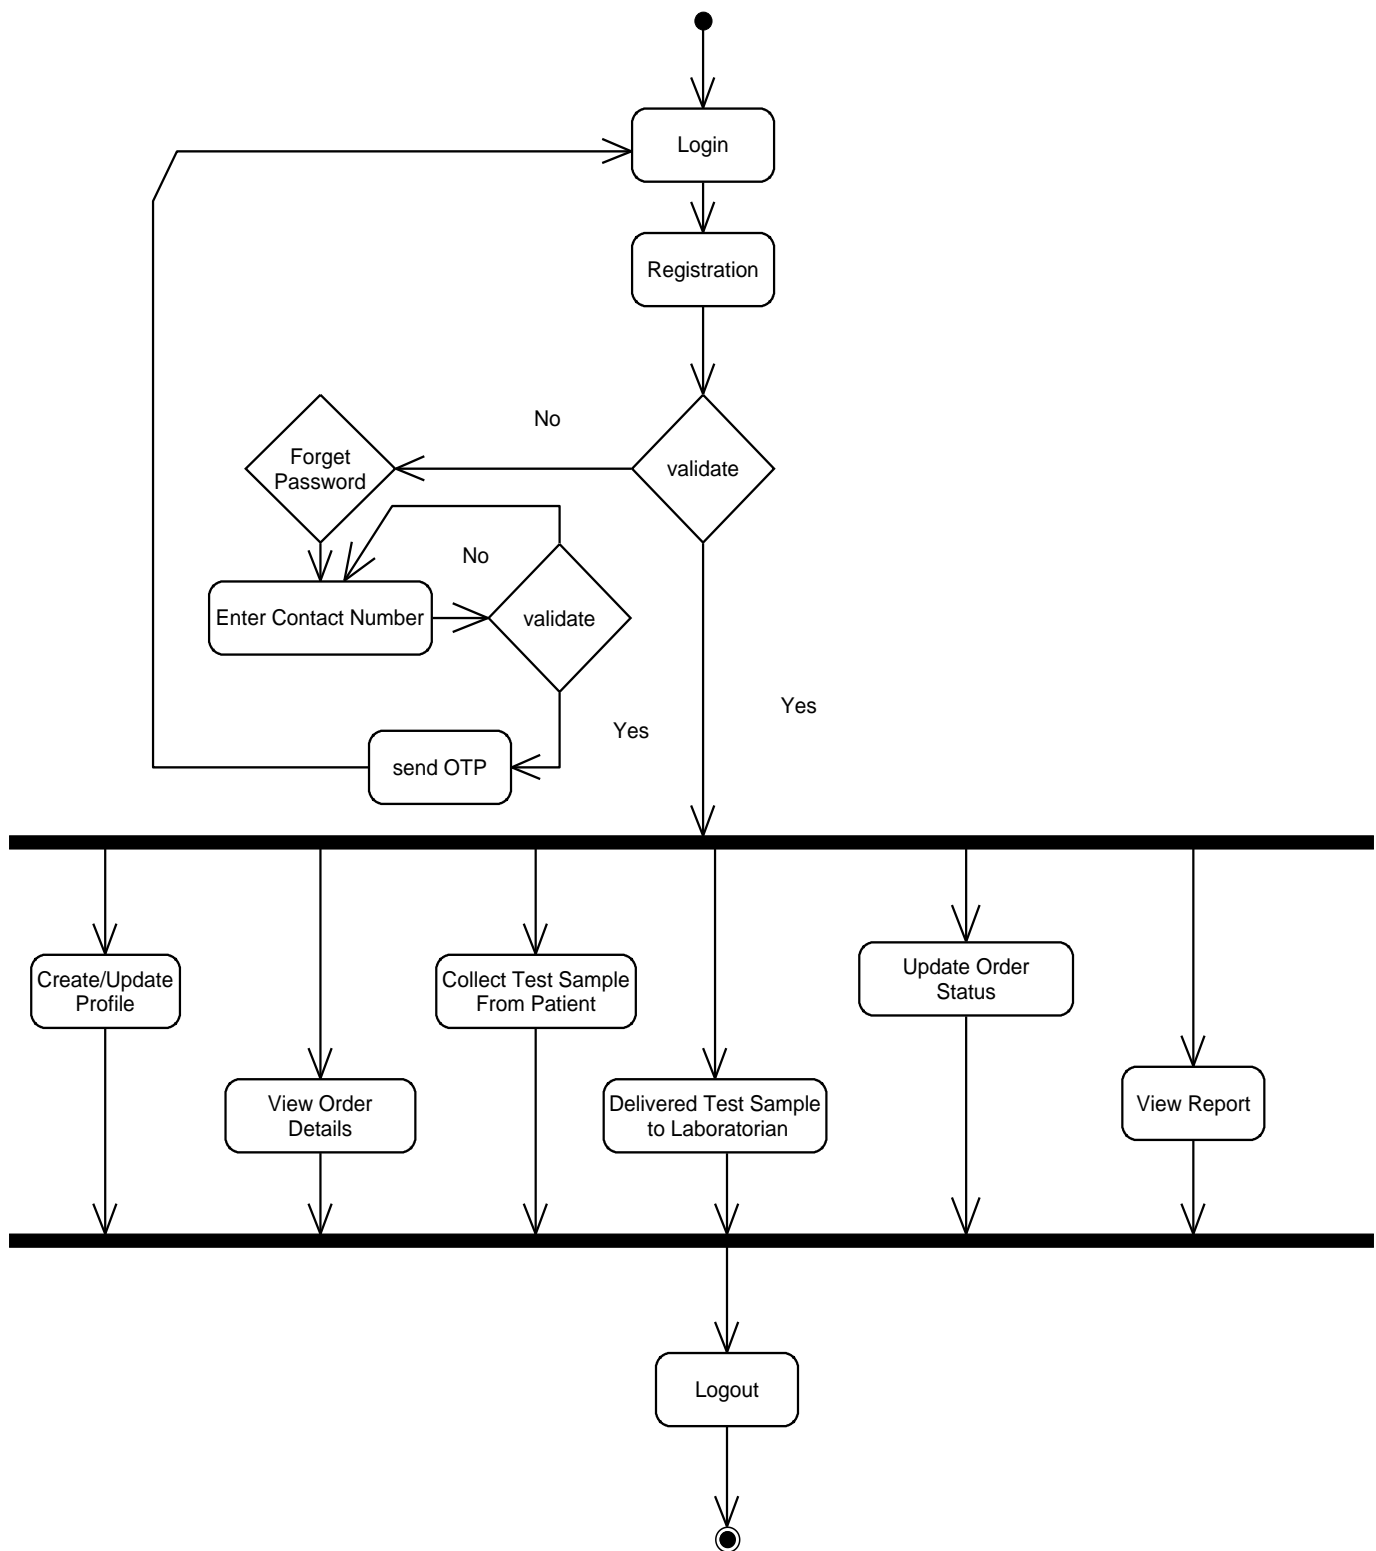 Login
Registration
No
Forget
Password
validate
No
Enter Contact Number
validate
Yes
Yes
send OTP
Create/Update
Profile
Collect Test Sample
From Patient
Update Order
Status
View Order
Details
Delivered Test Sample
to Laboratorian
View Report
Logout